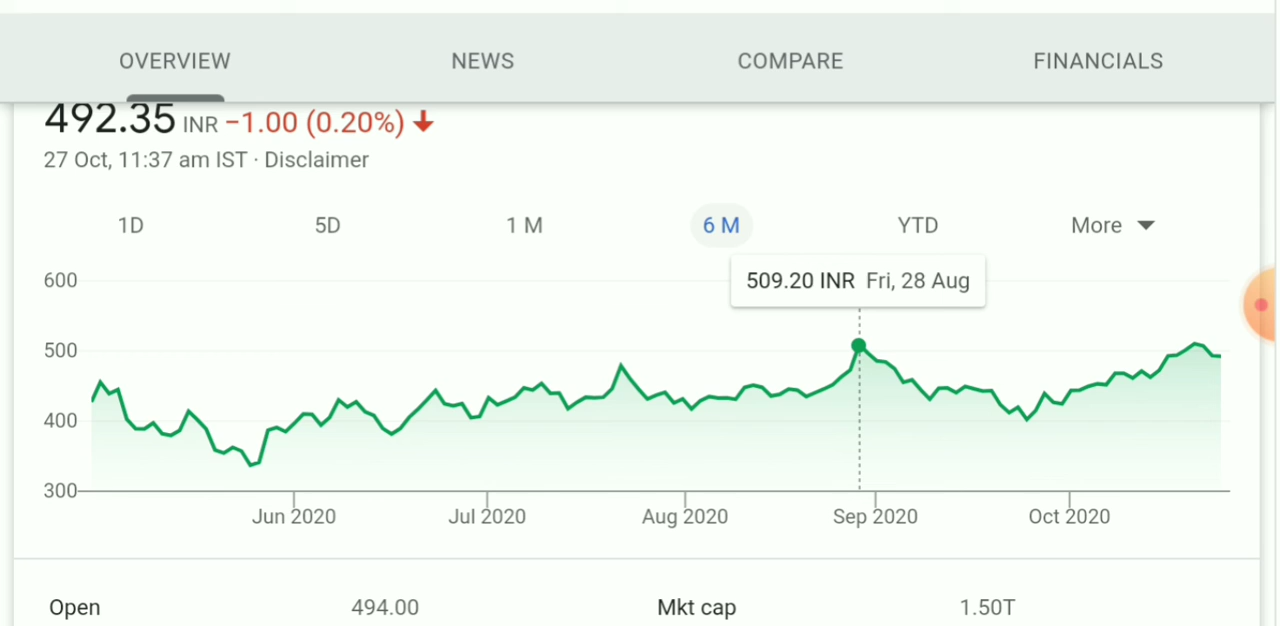 OVERVIEW NEWS COMPARE FINANCIALS
492.35 INR −1.00 (0.20%)
27 Oct, 11:37 am IST · Disclaimer
1D 5D 1 M 6 M YTD More
509.20 INR Fri, 28 Aug
600
500
400
300
Jun 2020 Jul 2020 Aug 2020 Sep 2020 Oct 2020
Open 494.00 Mkt cap 1.50T